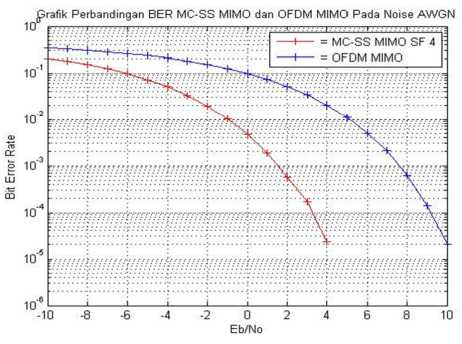 Grafik Perbandingan BER MC-SS MIMO dan OFDM MIMO Pada Noise AWGN
= MC-SS MIMO SF 4
= OFDM MIMO
Bit Error Rate
10^0
10^-1
10^-2
10^-3
10^-4
10^-5
10^-6
-10 -8 -6 -4 -2 0 2 4 6 8 10
Eb/No